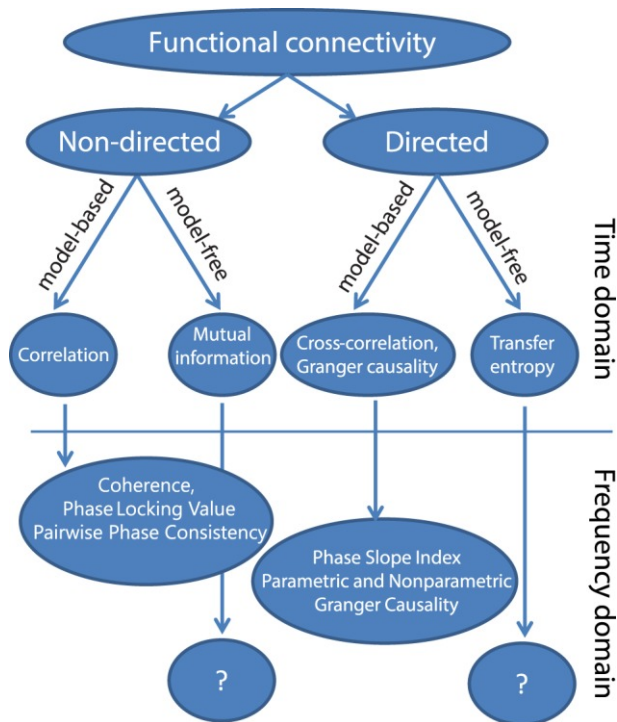 Functional connectivity
Non-directed
Directed
model-based
model-free
model-based
model-free
Time domain
Correlation
Mutual
information
Cross-correlation,
Granger causality
Transfer
entropy
Frequency domain
Coherence,
Phase Locking Value
Pairwise Phase Consistency
Phase Slope Index
Parametric and Nonparametric
Granger Causality
?
?